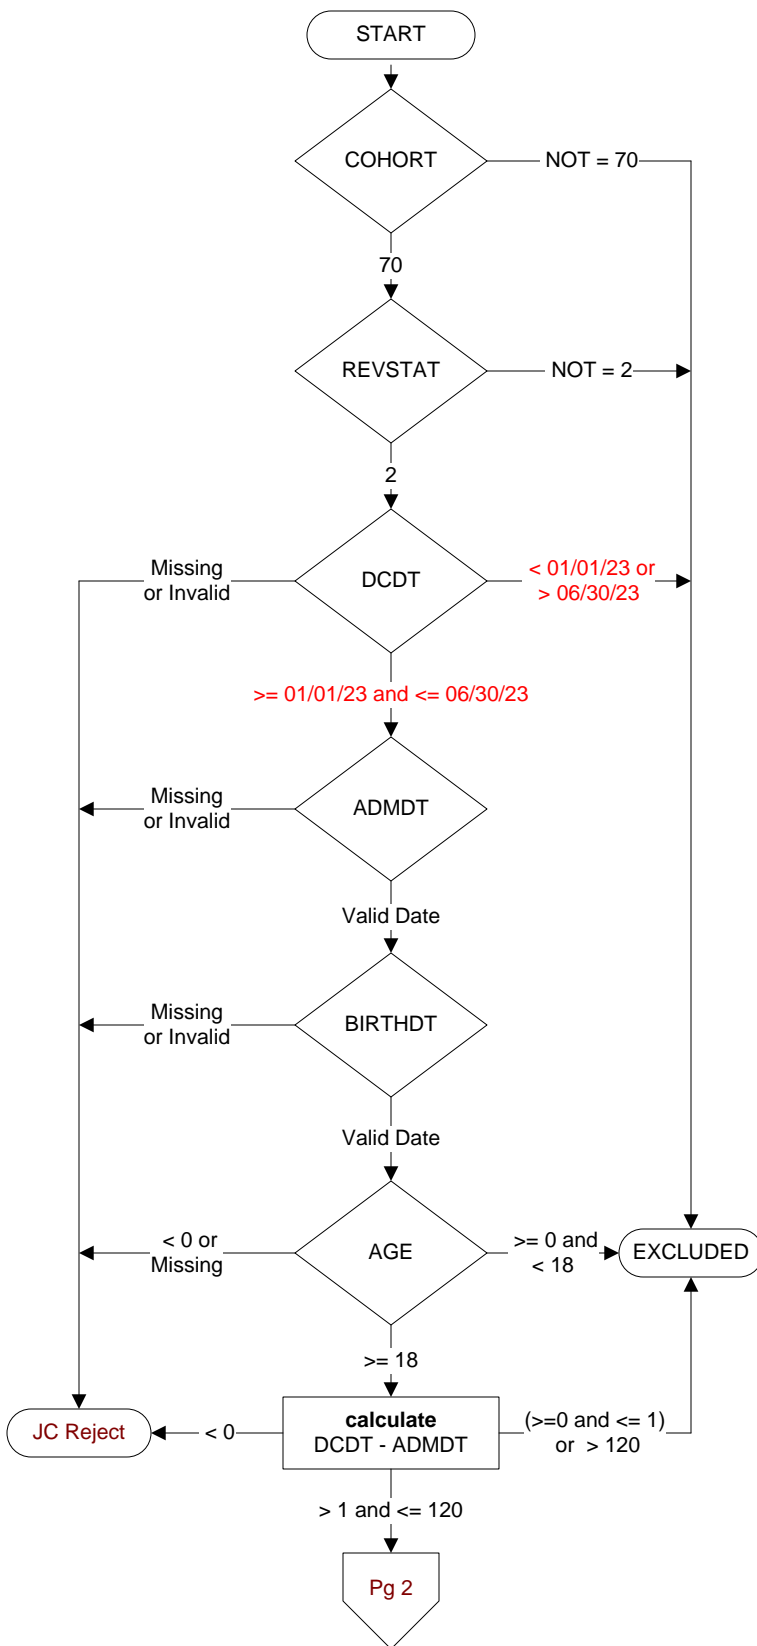 START
COHORT
NOT = 70
70
REVSTAT
NOT = 2
2
Missing
or Invalid
DCDT
< 01/01/23 or
> 06/30/23
>= 01/01/23 and <= 06/30/23
Missing
or Invalid
ADMDT
Valid Date
Missing
or Invalid
BIRTHDT
Valid Date
< 0 or
Missing
AGE
>= 0 and
< 18
EXCLUDED
>= 18
JC Reject
< 0
calculate
DCDT - ADMDT
(>=0 and <= 1)
or > 120
> 1 and <= 120
Pg 2